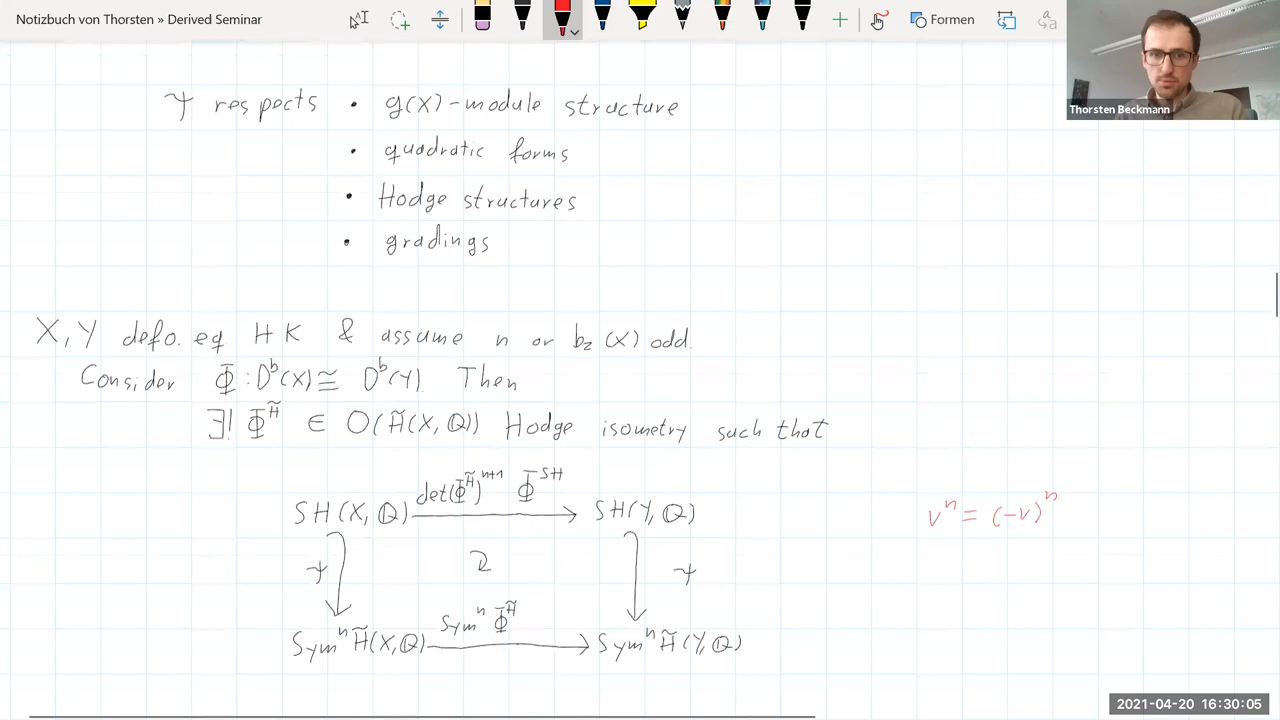 Notizbuch von Thorsten » Derived Seminar
Formen
Thorsten Beckmann
ψ respects • g(X)-module structure
• quadratic forms
• Hodge structures
• gradings
X, Y defo. eq HK & assume n or b₂(X) odd.
Consider Φ : Dᵇ(X) ≅ Dᵇ(Y). Then
∃! Φ^H̃ ∈ O(H̃(X,Q)) Hodge isometry such that
det(Φ^H̃)^{n+1} Φ^SH
SH(X,Q) → SH(Y,Q)
vⁿ = (-v)ⁿ
ψ ψ
Symⁿ Φ^H̃
Symⁿ H̃(X,Q) → Symⁿ H̃(Y,Q)
2021-04-20 16:30:05